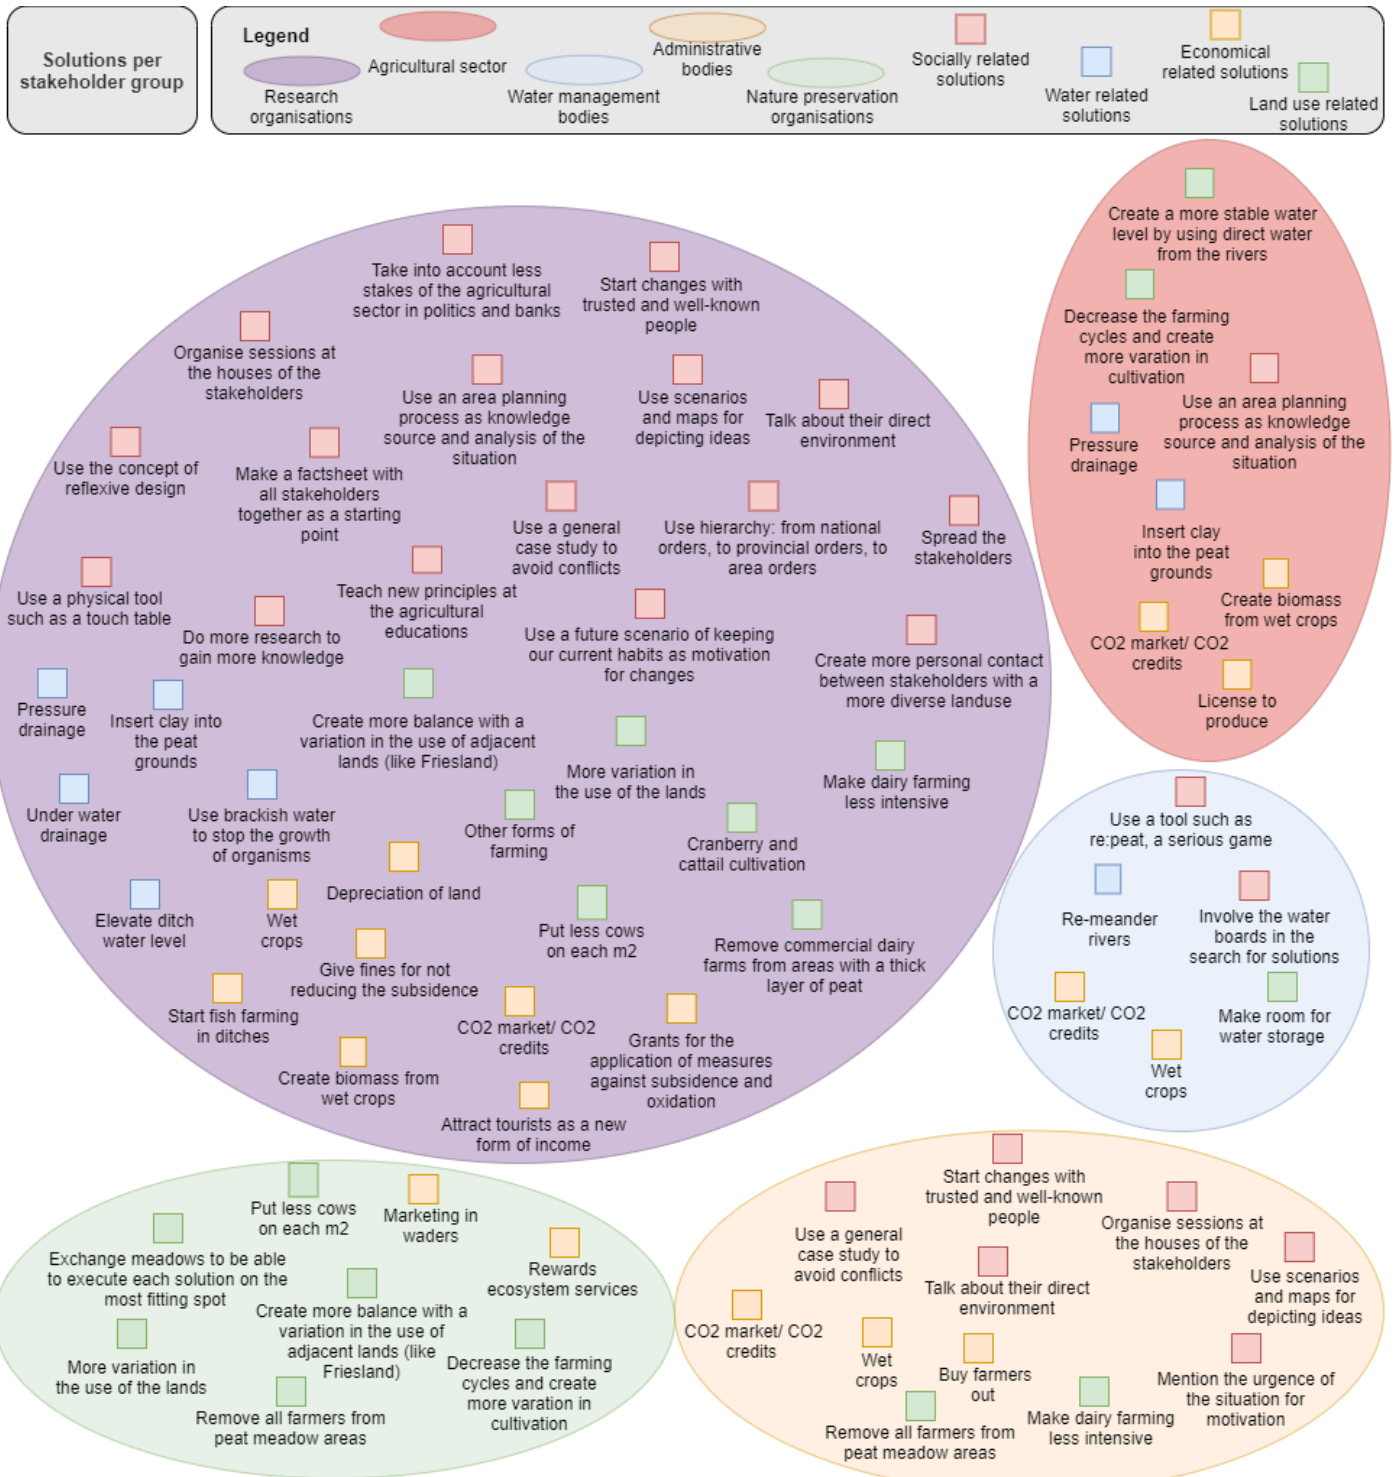 Solutions per
stakeholder group
Legend
Research
organisations
Agricultural sector
Water management
bodies
Administrative
bodies
Nature preservation
organisations
Socially related
solutions
Water related
solutions
Economical
related solutions
Land use related
solutions
Take into account less
stakes of the agricultural
sector in politics and banks
Start changes with
trusted and well-known
people
Organise sessions at
the houses of the
stakeholders
Use an area planning
process as knowledge
source and analysis of the
situation
Use scenarios
and maps for
depicting ideas
Talk about their direct
environment
Use the concept of
reflexive design
Make a factsheet with
all stakeholders
together as a starting
point
Use a general
case study to
avoid conflicts
Use hierarchy: from national
orders, to provincial orders, to
area orders
Spread the
stakeholders
Use a physical tool
such as a touch table
Do more research to
gain more knowledge
Teach new principles at
the agricultural
educations
Use a future scenario of keeping
our current habits as motivation
for changes
Create more personal contact
between stakeholders with a
more diverse landuse
Pressure
drainage
Insert clay into
the peat
grounds
Create more balance with a
variation in the use of adjacent
lands (like Friesland)
More variation in
the use of the lands
Make dairy farming
less intensive
Under water
drainage
Use brackish water
to stop the growth
of organisms
Other forms of
farming
Cranberry and
cattail cultivation
Depreciation of land
Elevate ditch
water level
Wet
crops
Put less cows
on each m2
Remove commercial dairy
farms from areas with a thick
layer of peat
Give fines for not
reducing the subsidence
Start fish farming
in ditches
CO2 market/ CO2
credits
Grants for the
application of measures
against subsidence and
oxidation
Create biomass from
wet crops
Attract tourists as a new
form of income
Create a more stable water
level by using direct water
from the rivers
Decrease the farming
cycles and create
more varation in
cultivation
Use an area planning
process as knowledge
source and analysis of the
situation
Pressure
drainage
Insert clay
into the peat
grounds
Create biomass
from wet crops
CO2 market/ CO2
credits
License to
produce
Use a tool such as
re:peat, a serious game
Re-meander
rivers
Involve the water
boards in the
search for solutions
CO2 market/ CO2
credits
Make room for
water storage
Wet
crops
Put less cows
on each m2
Marketing in
waders
Exchange meadows to be able
to execute each solution on the
most fitting spot
Rewards
ecosystem services
Create more balance with a
variation in the use of
adjacent lands (like
Friesland)
More variation in
the use of the lands
Decrease the farming
cycles and create
more varation in
cultivation
Remove all farmers from
peat meadow areas
Start changes with
trusted and well-known
people
Use a general
case study to
avoid conflicts
Organise sessions at
the houses of the
stakeholders
Talk about their direct
environment
Use scenarios
and maps for
depicting ideas
CO2 market/ CO2
credits
Wet
crops
Buy farmers
out
Mention the urgence of
the situation for
motivation
Remove all farmers from
peat meadow areas
Make dairy farming
less intensive